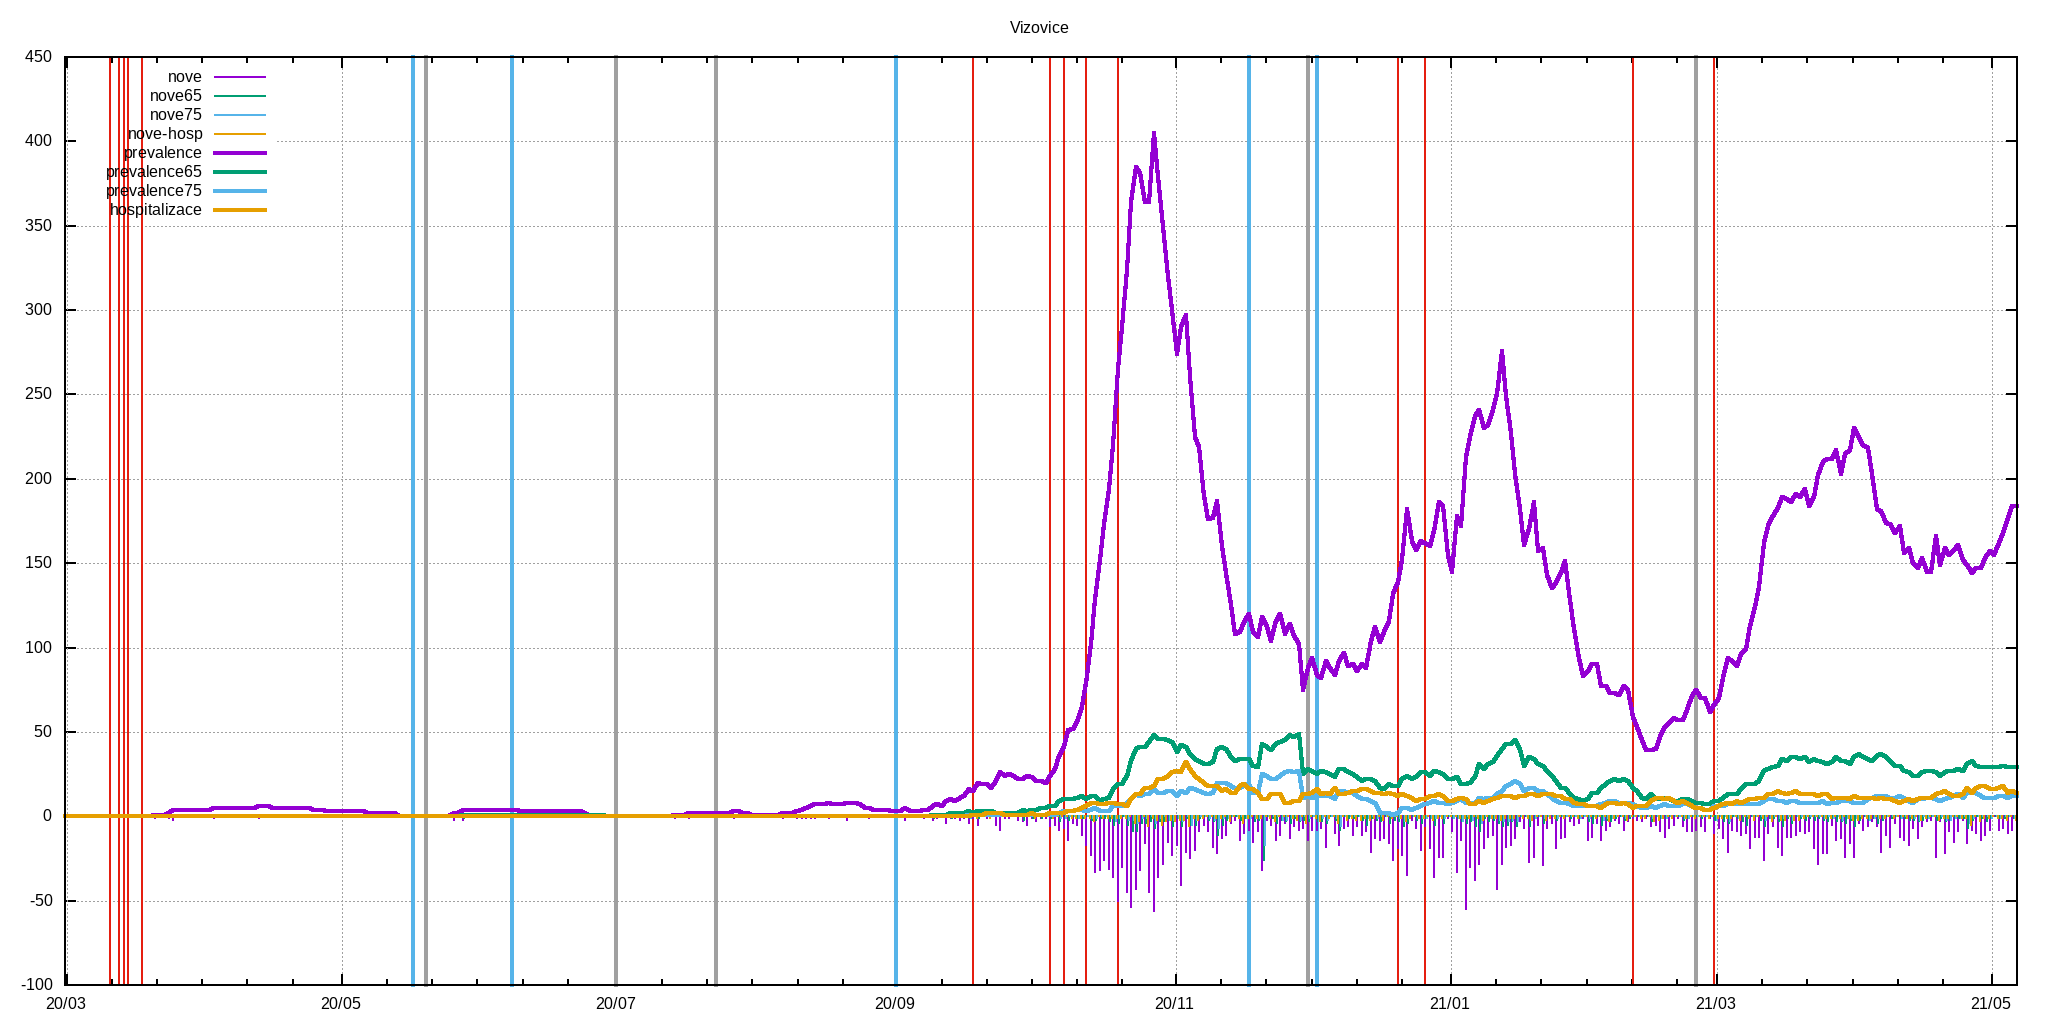 Vizovice
450
400
350
300
250
200
150
100
50
0
-50
-100
nove
nove65
nove75
nove-hosp
prevalence
prevalence65
prevalence75
hospitalizace
20/03 20/05 20/07 20/09 20/11 21/01 21/03 21/05